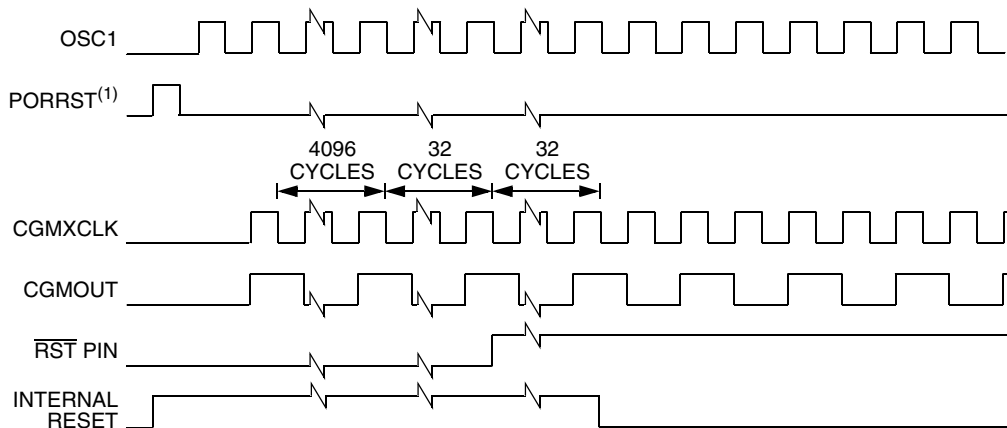 OSC1
PORRST(1)
4096
CYCLES
32
CYCLES
32
CYCLES
CGMXCLK
CGMOUT
RST PIN
INTERNAL
RESET